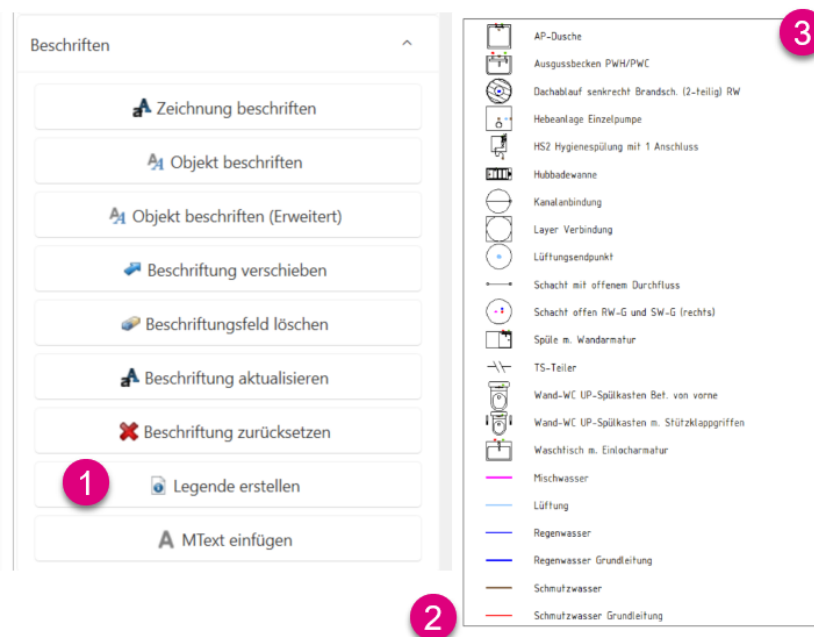 Beschriften
Zeichnung beschriften
Objekt beschriften
Objekt beschriften (Erweitert)
Beschriftung verschieben
Beschriftungsfeld löschen
Beschriftung aktualisieren
Beschriftung zurücksetzen
1
Legende erstellen
MText einfügen
3
AP-Dusche
Ausgussbecken PWH/PWC
Dachablauf senkrecht Brandsch. (2-teilig) RW
Hebeanlage Einzelpumpe
HS2 Hygienespülung mit 1 Anschluss
Hubbadewanne
Kanalanbindung
Layer Verbindung
Lüftungsendpunkt
Schacht mit offenem Durchfluss
Schacht offen RW-G und SW-G (rechts)
Spüle m. Wandarmatur
TS-Teiler
Wand-WC UP-Spülkasten Bet. von vorne
Wand-WC UP-Spülkasten m. Stützklappgriffen
Waschtisch m. Einlocharmatur
Mischwasser
Lüftung
Regenwasser
Regenwasser Grundleitung
Schmutzwasser
Schmutzwasser Grundleitung
2